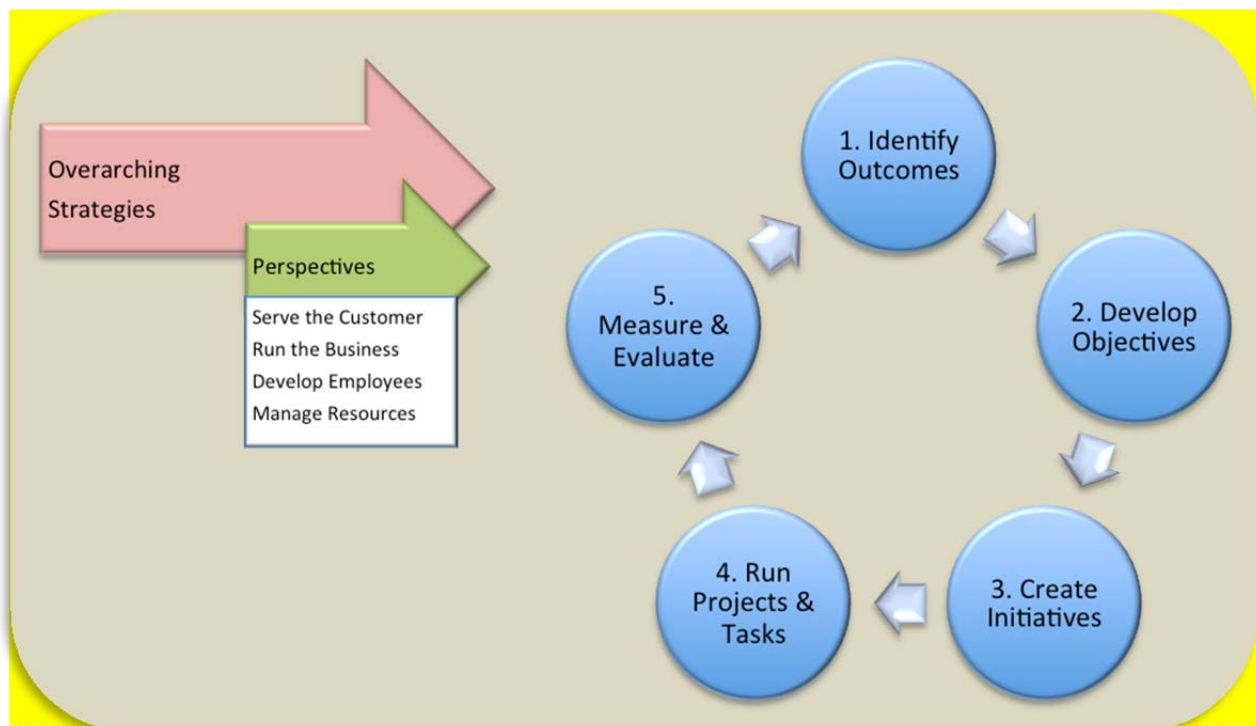 Overarching
Strategies
Perspectives
Serve the Customer
Run the Business
Develop Employees
Manage Resources
1. Identify
Outcomes
2. Develop
Objectives
3. Create
Initiatives
4. Run
Projects &
Tasks
5.
Measure &
Evaluate